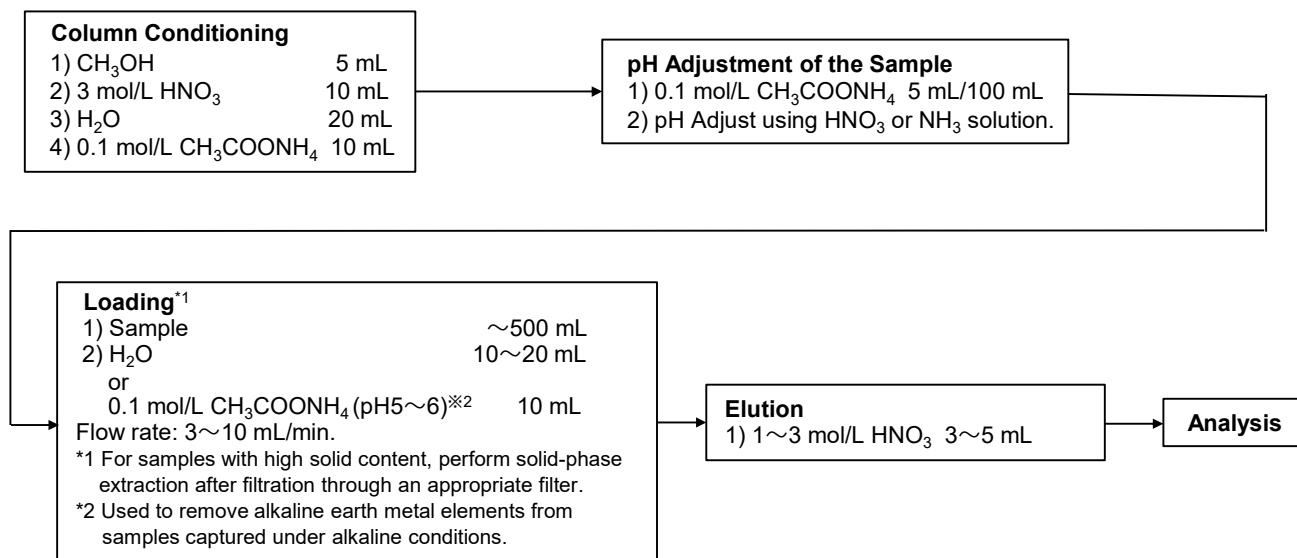 Column Conditioning
1) CH₃OH 5 mL
2) 3 mol/L HNO₃ 10 mL
3) H₂O 20 mL
4) 0.1 mol/L CH₃COONH₄ 10 mL
pH Adjustment of the Sample
1) 0.1 mol/L CH₃COONH₄ 5 mL/100 mL
2) pH Adjust using HNO₃ or NH₃ solution.
Loading*1
1) Sample ～500 mL
2) H₂O 10～20 mL
or
0.1 mol/L CH₃COONH₄ (pH5～6)※2 10 mL
Flow rate: 3～10 mL/min.
*1 For samples with high solid content, perform solid-phase
extraction after filtration through an appropriate filter.
*2 Used to remove alkaline earth metal elements from
samples captured under alkaline conditions.
Elution
1) 1～3 mol/L HNO₃ 3～5 mL
Analysis